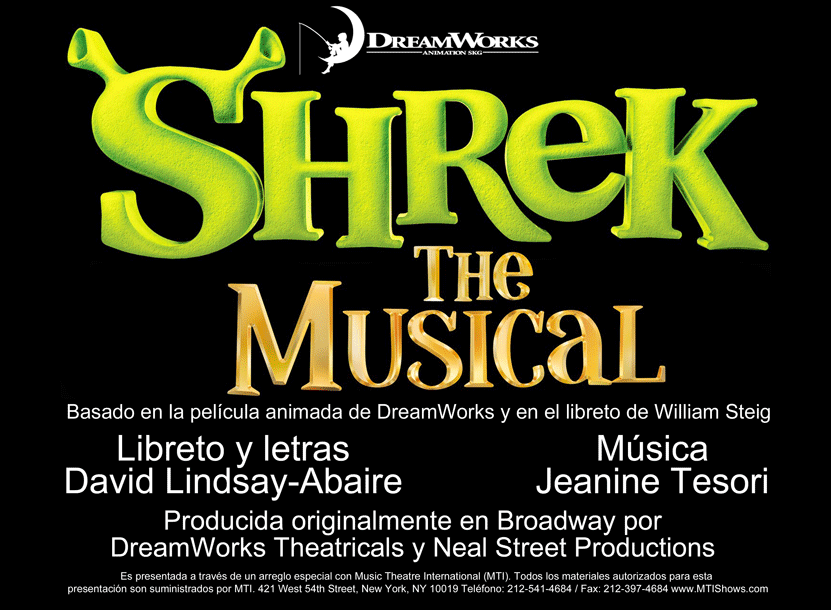 DREAMWORKS
ANIMATION SKG
SHREK
THE
MUSICAL
Basado en la película animada de DreamWorks y en el libreto de William Steig
Libreto y letras
David Lindsay-Abaire
Música
Jeanine Tesori
Producida originalmente en Broadway por
DreamWorks Theatricals y Neal Street Productions
Es presentada a través de un arreglo especial con Music Theatre International (MTI). Todos los materiales autorizados para esta
presentación son suministrados por MTI. 421 West 54th Street, New York, NY 10019 Teléfono: 212-541-4684 / Fax: 212-397-4684 www.MTIShows.com